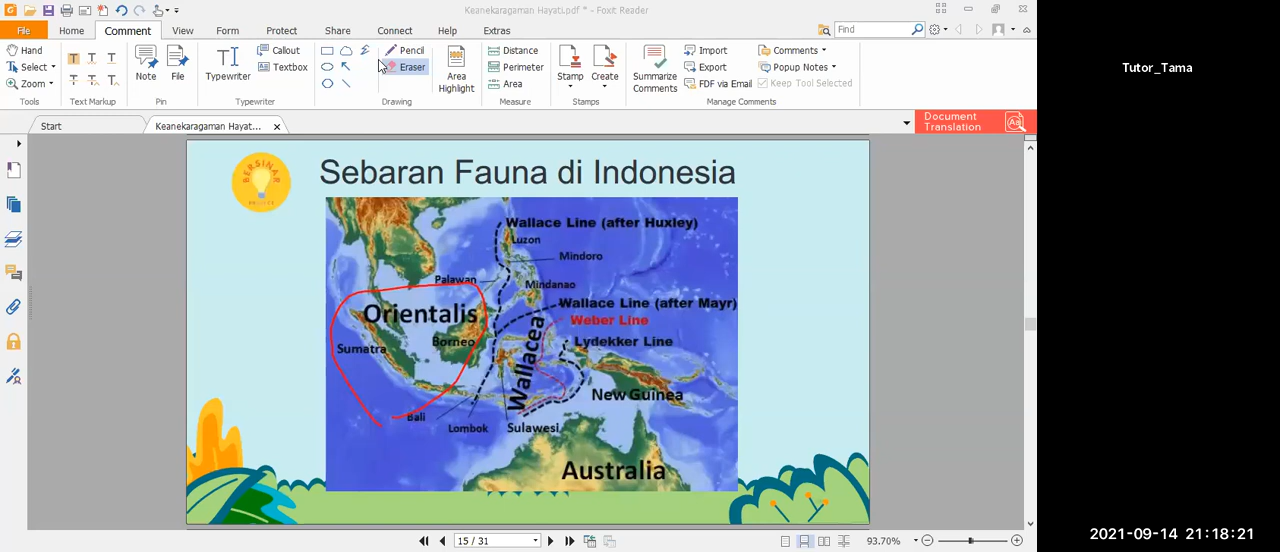 Keanekaragaman Hayati.pdf * - Foxit Reader
File Home Comment View Form Protect Share Connect Help Extras Find
Hand
Select
Zoom
Tools
T T T
T T T
Text Markup
Note File
Pin
Typewriter
Callout
Textbox
Typewriter
Pencil
Eraser
Drawing
Area
Highlight
Distance
Perimeter
Area
Measure
Stamp Create
Stamps
Summarize
Comments
Import
Export
FDF via Email
Comments
Popup Notes
Keep Tool Selected
Manage Comments
Start
Keanekaragaman Hayat...
Document
Translation
BERSINAR
Sebaran Fauna di Indonesia
Wallace Line (after Huxley)
Luzon
Mindoro
Palawan
Mindanao
Wallace Line (after Mayr)
Orientalis
Weber Line
Borneo
Lydekker Line
Sumatra
Wallacea
New Guinea
Bali
Lombok
Sulawesi
Australia
15 / 31
93.70%
Tutor_Tama
2021-09-14 21:18:21